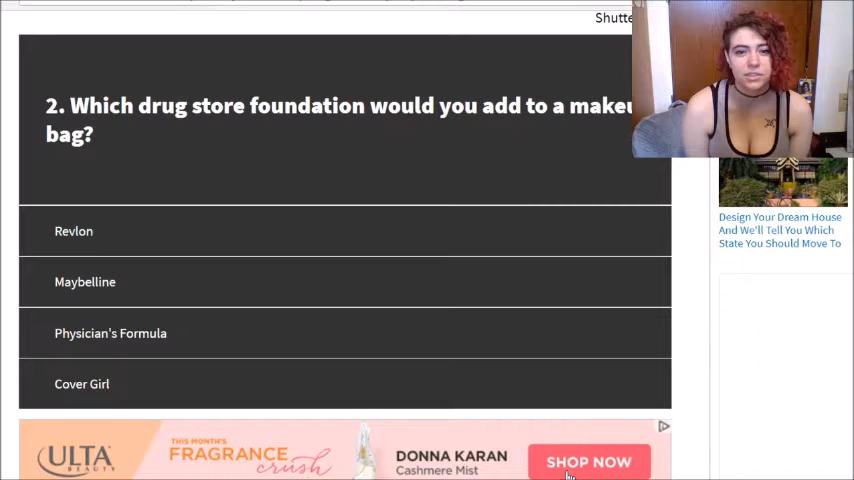 Shutte
2. Which drug store foundation would you add to a makeu
bag?
Revlon
Maybelline
Physician's Formula
Cover Girl
Design Your Dream House
And We'll Tell You Which
State You Should Move To
ULTA
BEAUTY
THIS MONTH'S
FRAGRANCE
crush
DONNA KARAN
Cashmere Mist
SHOP NOW